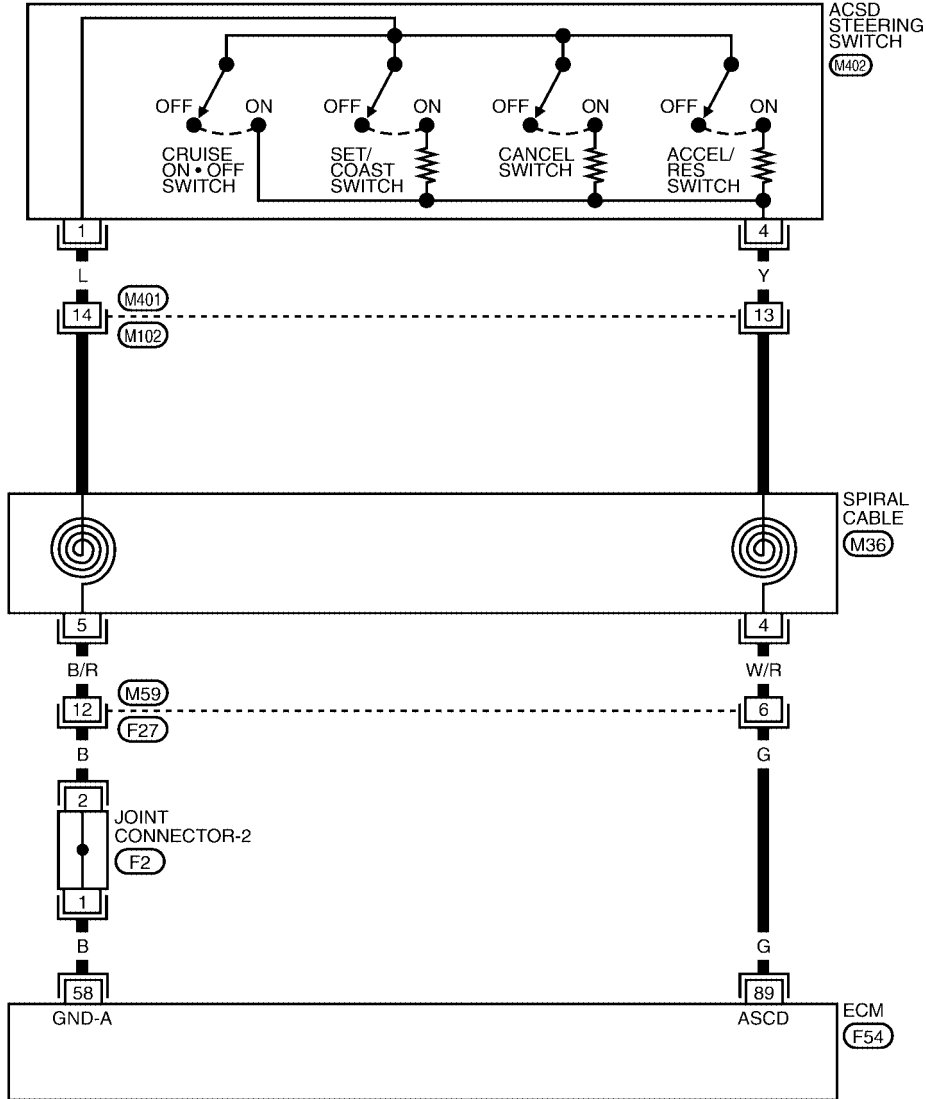 ACSD
STEERING
SWITCH
M402
OFF ON OFF ON OFF ON OFF ON
CRUISE
ON • OFF
SWITCH
SET/
COAST
SWITCH
CANCEL
SWITCH
ACCEL/
RES
SWITCH
1 4
L Y
M401
14 13
M102
SPIRAL
CABLE
M36
5 4
B/R W/R
M59
12 6
F27
B G
2
JOINT
CONNECTOR-2
F2
1
B G
58 89
GND-A ASCD
ECM
F54